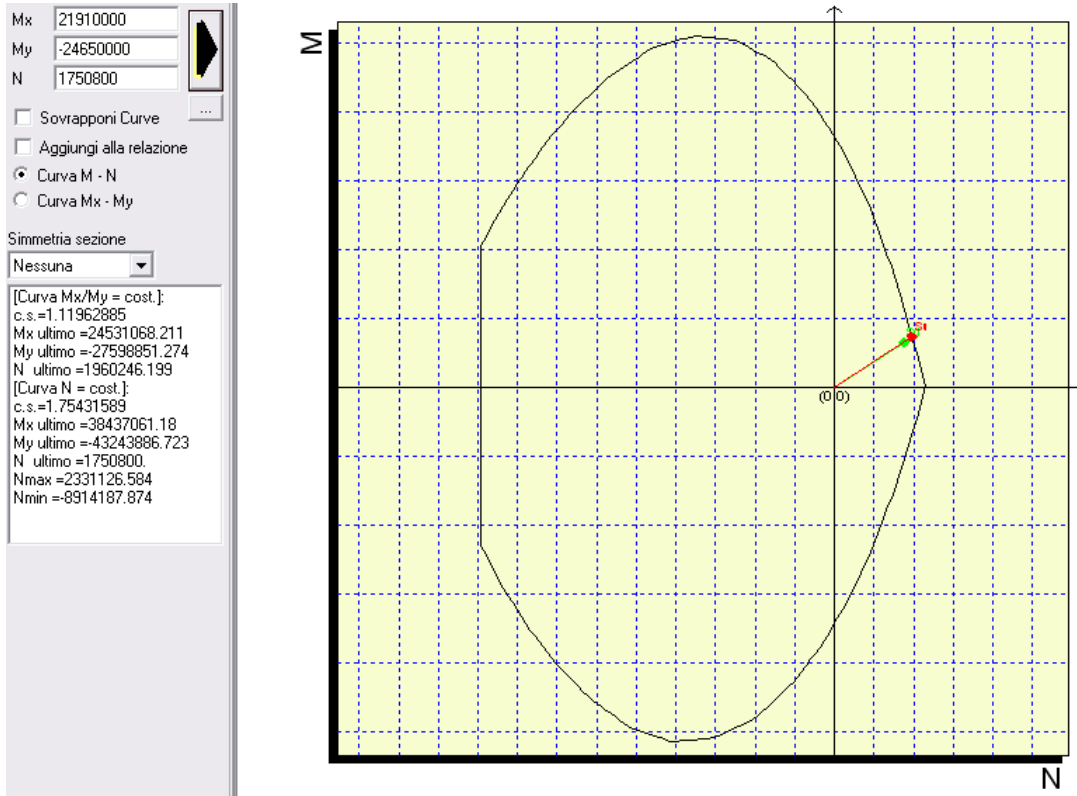 Mx 21910000
My -24650000
N 1750800
...
Sovrapponi Curve
Aggiungi alla relazione
Curva M - N
Curva Mx - My
Simmetria sezione
Nessuna
[Curva Mx/My = cost.]:
c.s.=1.11962885
Mx ultimo =24531068.211
My ultimo =-27598851.274
N ultimo =1960246.199
[Curva N = cost.]:
c.s.=1.75431589
Mx ultimo =38437061.18
My ultimo =-43243886.723
N ultimo =1750800.
Nmax =2331126.584
Nmin =-8914187.874
M
(0,0)
N